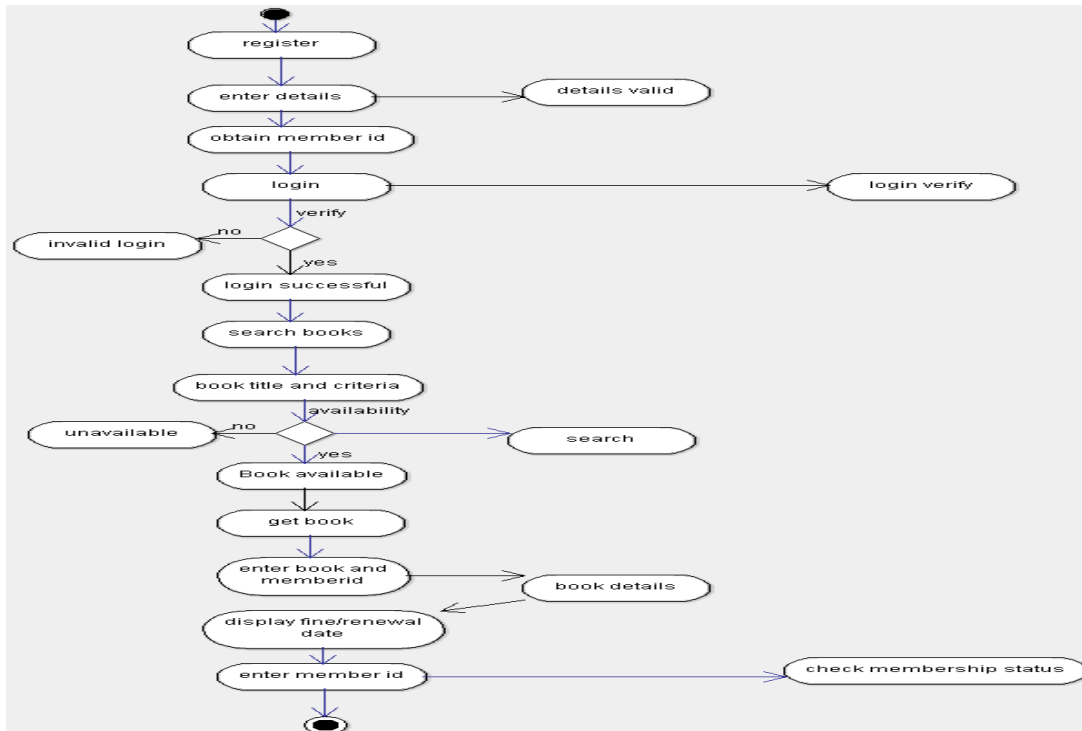 register
enter details
details valid
obtain member id
login
login verify
verify
no
invalid login
yes
login successful
search books
book title and criteria
availability
no
unavailable
search
yes
Book available
get book
enter book and
memberid
book details
display fine/renewal
date
enter member id
check membership status